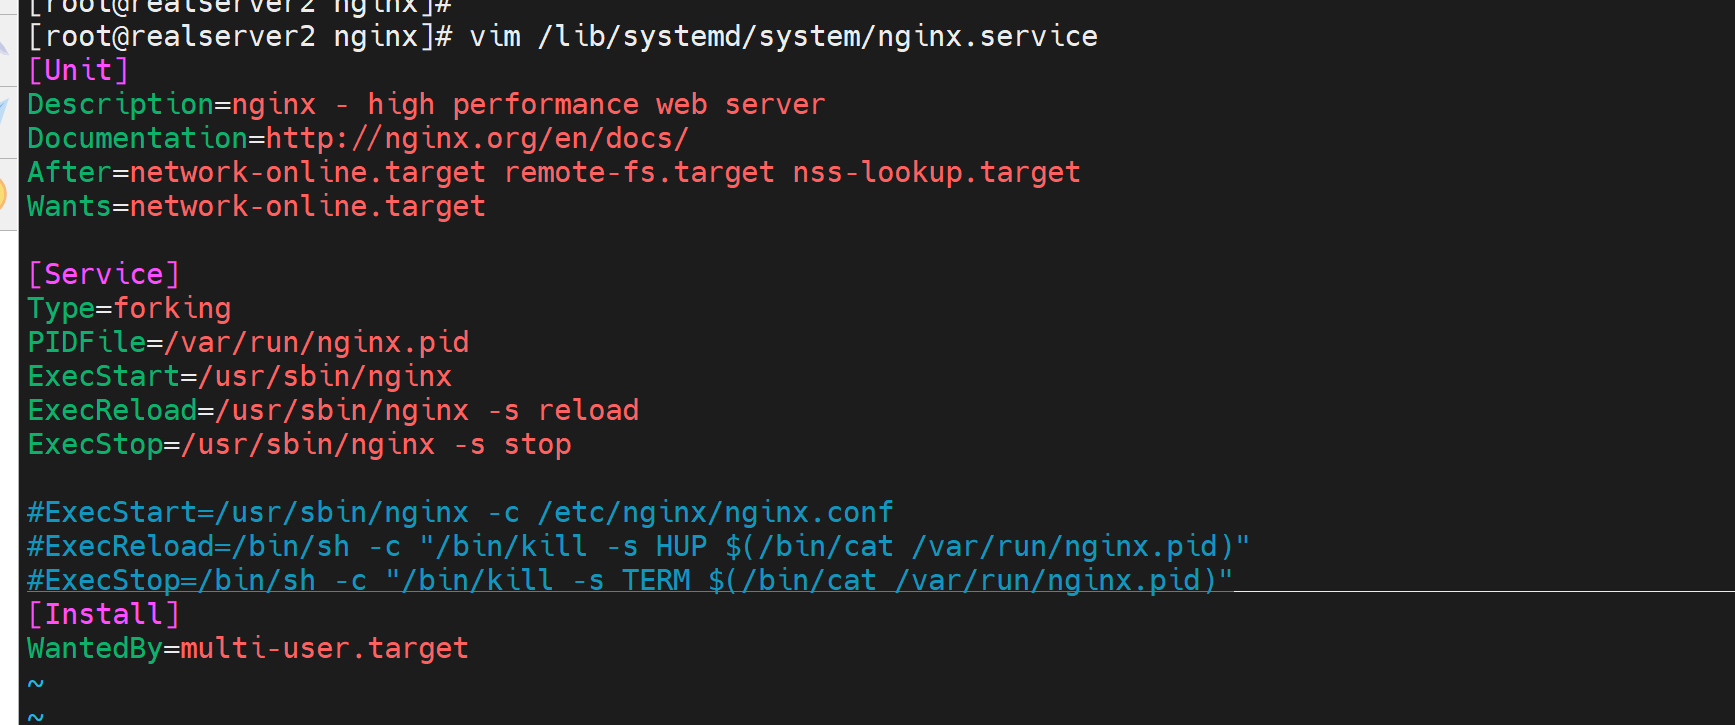 [root@realserver2 nginx]#
[root@realserver2 nginx]# vim /lib/systemd/system/nginx.service
[Unit]
Description=nginx - high performance web server
Documentation=http://nginx.org/en/docs/
After=network-online.target remote-fs.target nss-lookup.target
Wants=network-online.target

[Service]
Type=forking
PIDFile=/var/run/nginx.pid
ExecStart=/usr/sbin/nginx
ExecReload=/usr/sbin/nginx -s reload
ExecStop=/usr/sbin/nginx -s stop

#ExecStart=/usr/sbin/nginx -c /etc/nginx/nginx.conf
#ExecReload=/bin/sh -c "/bin/kill -s HUP $(/bin/cat /var/run/nginx.pid)"
#ExecStop=/bin/sh -c "/bin/kill -s TERM $(/bin/cat /var/run/nginx.pid)"
[Install]
WantedBy=multi-user.target
~
~